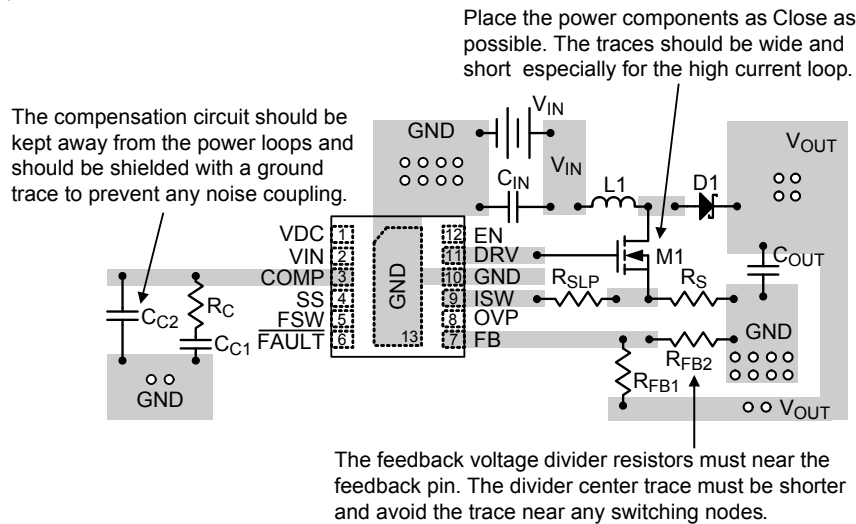 Place the power components as Close as
possible. The traces should be wide and
short especially for the high current loop.
The compensation circuit should be
kept away from the power loops and
should be shielded with a ground
trace to prevent any noise coupling.
GND
VIN
VIN
CIN
L1
D1
VOUT
M1
COUT
VDC 1
VIN 2
COMP 3
SS 4
FSW 5
FAULT 6
GND
13
12 EN
11 DRV
10 GND
9 ISW
8 OVP
7 FB
RSLP
RS
GND
RC
CC2
CC1
GND
RFB2
RFB1
VOUT
The feedback voltage divider resistors must near the
feedback pin. The divider center trace must be shorter
and avoid the trace near any switching nodes.